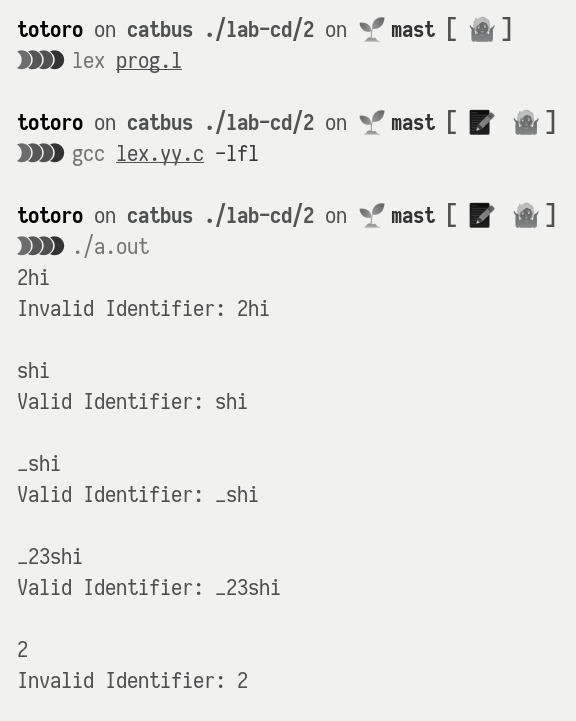 totoro on catbus ./lab-cd/2 on 🌱 mast [ 🤷 ]
❯❯❯❯ lex prog.l
totoro on catbus ./lab-cd/2 on 🌱 mast [ 📝 🤷 ]
❯❯❯❯ gcc lex.yy.c -lfl
totoro on catbus ./lab-cd/2 on 🌱 mast [ 📝 🤷 ]
❯❯❯❯ ./a.out
2hi
Invalid Identifier: 2hi
shi
Valid Identifier: shi
_shi
Valid Identifier: _shi
_23shi
Valid Identifier: _23shi
2
Invalid Identifier: 2